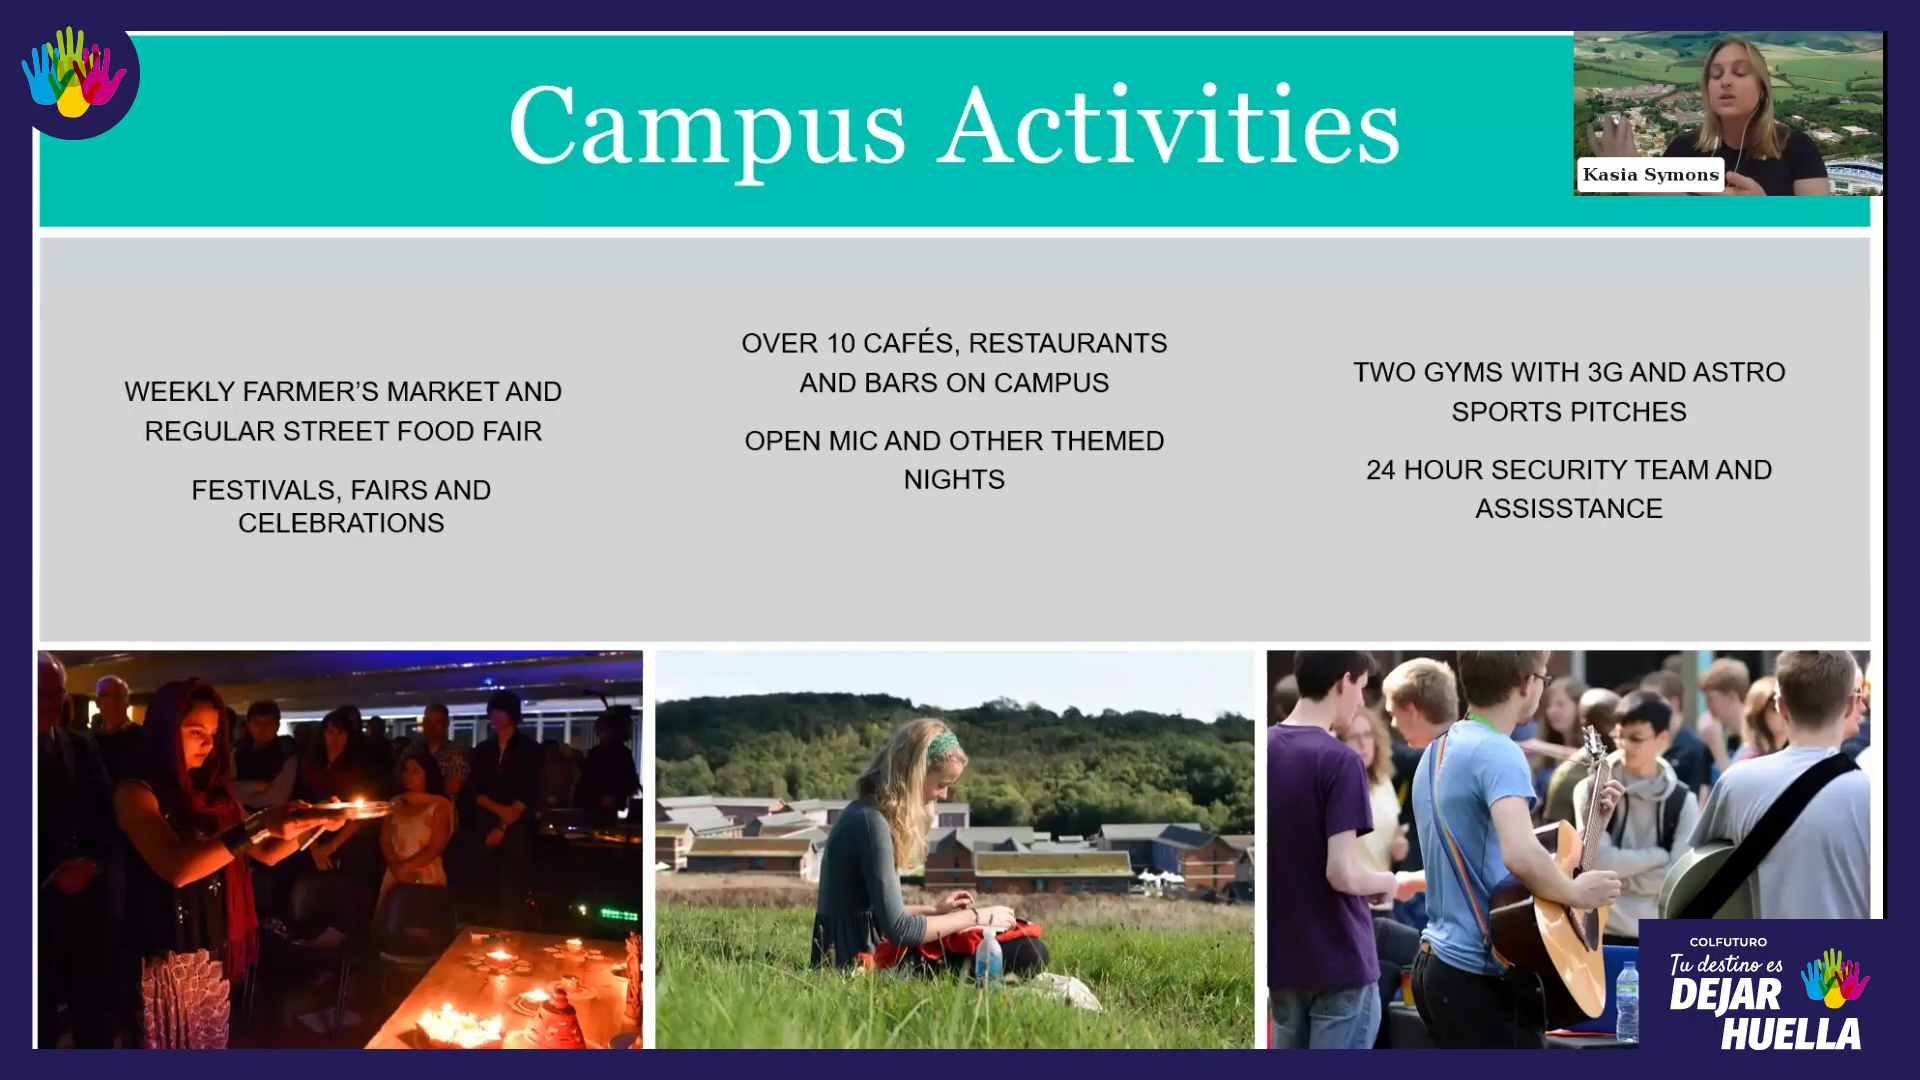 Campus Activities
Kasia Symons
WEEKLY FARMER’S MARKET AND
REGULAR STREET FOOD FAIR
FESTIVALS, FAIRS AND
CELEBRATIONS
OVER 10 CAFÉS, RESTAURANTS
AND BARS ON CAMPUS
OPEN MIC AND OTHER THEMED
NIGHTS
TWO GYMS WITH 3G AND ASTRO
SPORTS PITCHES
24 HOUR SECURITY TEAM AND
ASSISSTANCE
COLFUTURO
Tu destino es
DEJAR
HUELLA